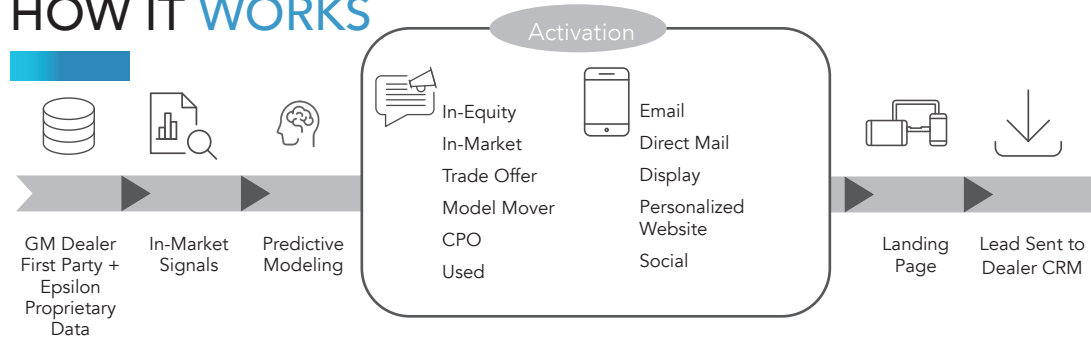 HOW IT WORKS
Activation
In-Equity
In-Market
Trade Offer
Model Mover
CPO
Used
Email
Direct Mail
Display
Personalized
Website
Social
GM Dealer
First Party +
Epsilon
Proprietary
Data
In-Market
Signals
Predictive
Modeling
Landing
Page
Lead Sent to
Dealer CRM